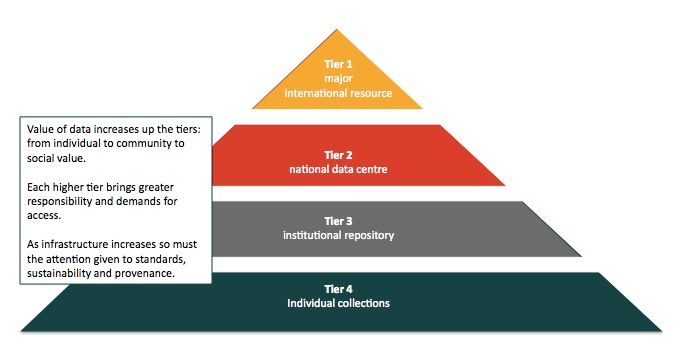 Tier 1
major
international resource
Value of data increases up the tiers:
from individual to community to
social value.
Each higher tier brings greater
responsibility and demands for
access.
As infrastructure increases so must
the attention given to standards,
sustainability and provenance.
Tier 2
national data centre
Tier 3
institutional repository
Tier 4
Individual collections